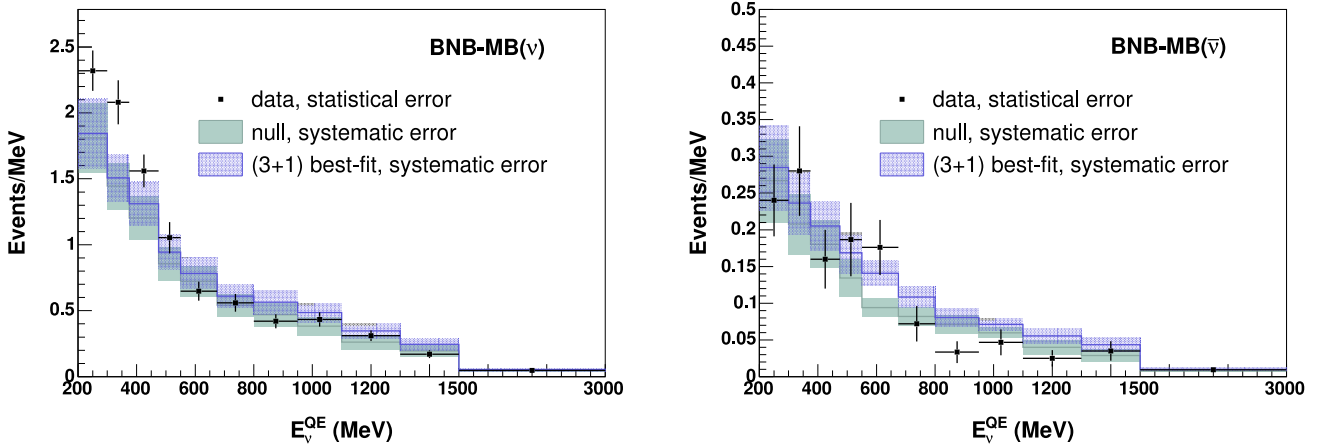 BNB-MB(ν)
data, statistical error
null, systematic error
(3+1) best-fit, systematic error
Events/MeV
2.5
2
1.5
1
0.5
0
200 400 600 800 1000 1200 1500 3000
E_ν^QE (MeV)
BNB-MB(ν̄)
data, statistical error
null, systematic error
(3+1) best-fit, systematic error
Events/MeV
0.5
0.45
0.4
0.35
0.3
0.25
0.2
0.15
0.1
0.05
0
200 400 600 800 1000 1200 1500 3000
E_ν^QE (MeV)